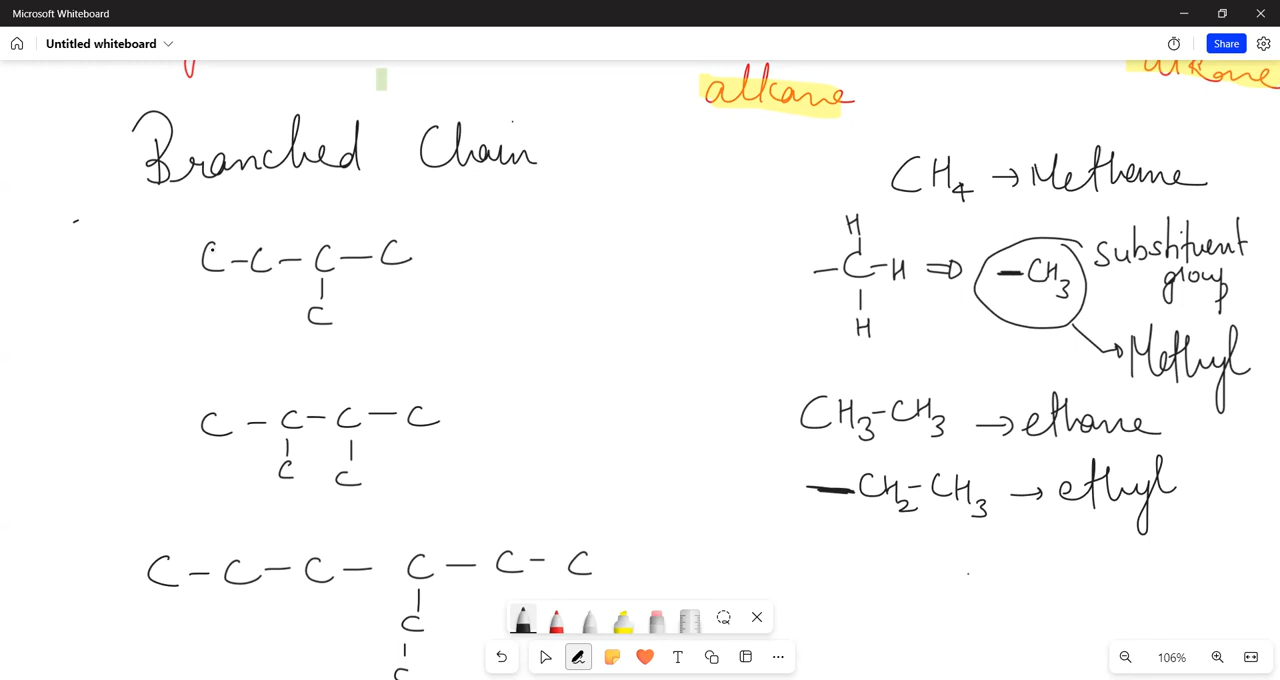 Microsoft Whiteboard
Untitled whiteboard
Share
alkane
Branched Chain
CH4 → Methane
C-C-C-C
C
H
-C-H ⇒ -CH3 substituent group
H
Methyl
C-C-C-C
C C
CH3-CH3 → ethane
-CH2-CH3 → ethyl
C-C-C-C-C-C
C
C
106%